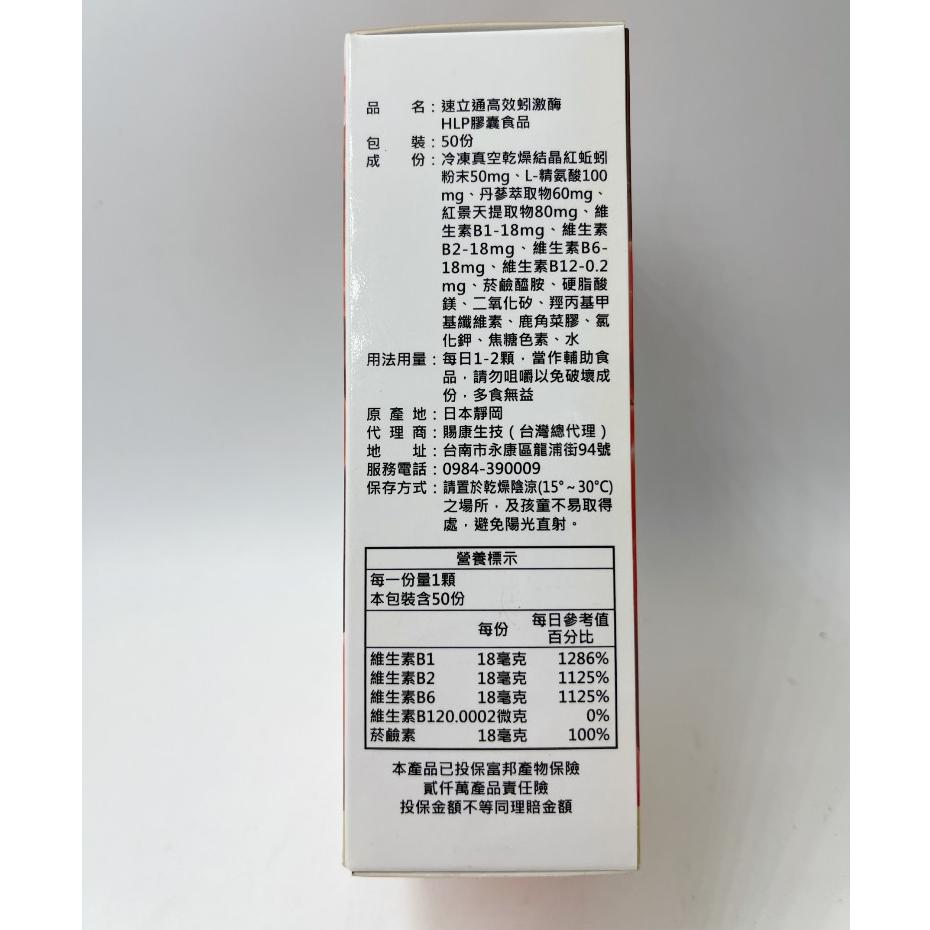 品 名：速立通高效蚓激酶
HLP膠囊食品
包 裝：50份
成 份：冷凍真空乾燥結晶紅蚯蚓
粉末50mg、L-精氨酸100
mg、丹蔘萃取物60mg、
紅景天提取物80mg、維
生素B1-18mg、維生素
B2-18mg、維生素B6-
18mg、維生素B12-0.2
mg、菸鹼醯胺、硬脂酸
鎂、二氧化矽、羥丙基甲
基纖維素、鹿角菜膠、氯
化鉀、焦糖色素、水
用法用量：每日1-2顆，當作輔助食
品，請勿咀嚼以免破壞成
份，多食無益
原 產 地：日本靜岡
代 理 商：賜康生技（台灣總代理）
地 址：台南市永康區龍浦街94號
服務電話：0984-390009
保存方式：請置於乾燥陰涼(15°~30°C)
之場所，及孩童不易取得
處，避免陽光直射。
營養標示
每一份量1顆
本包裝含50份
每份 每日參考值
百分比
維生素B1 18毫克 1286%
維生素B2 18毫克 1125%
維生素B6 18毫克 1125%
維生素B120.0002微克 0%
菸鹼素 18毫克 100%
本產品已投保富邦產物保險
貳仟萬產品責任險
投保金額不等同理賠金額